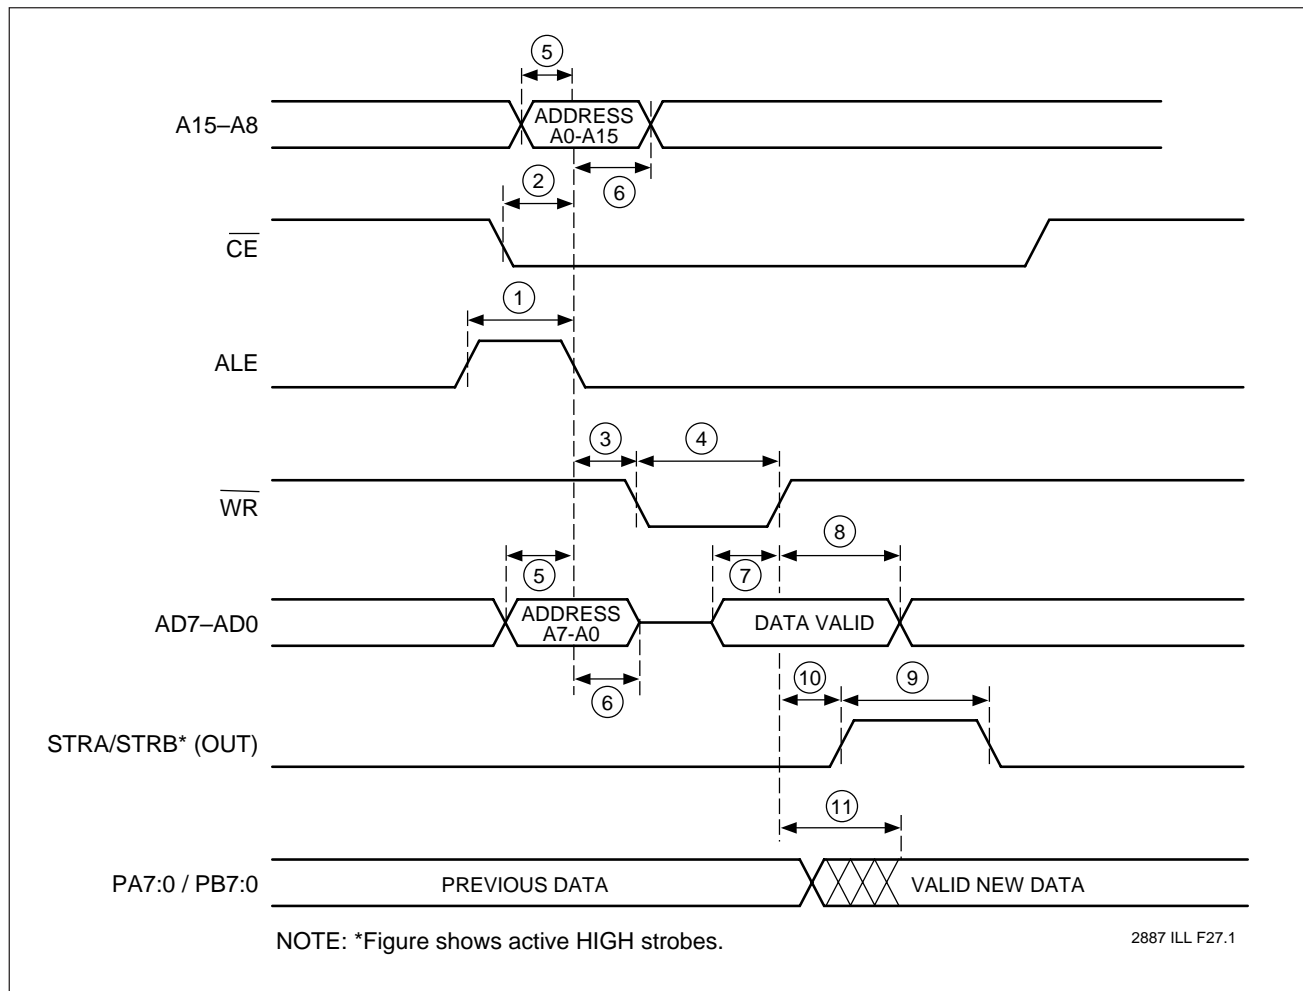 5
A15–A8
ADDRESS
A0-A15
2
6
CE
1
ALE
3
4
WR
8
5
7
AD7–AD0
ADDRESS
A7-A0
DATA VALID
6
10
9
STRA/STRB* (OUT)
11
PA7:0 / PB7:0
PREVIOUS DATA
VALID NEW DATA
NOTE: *Figure shows active HIGH strobes.
2887 ILL F27.1